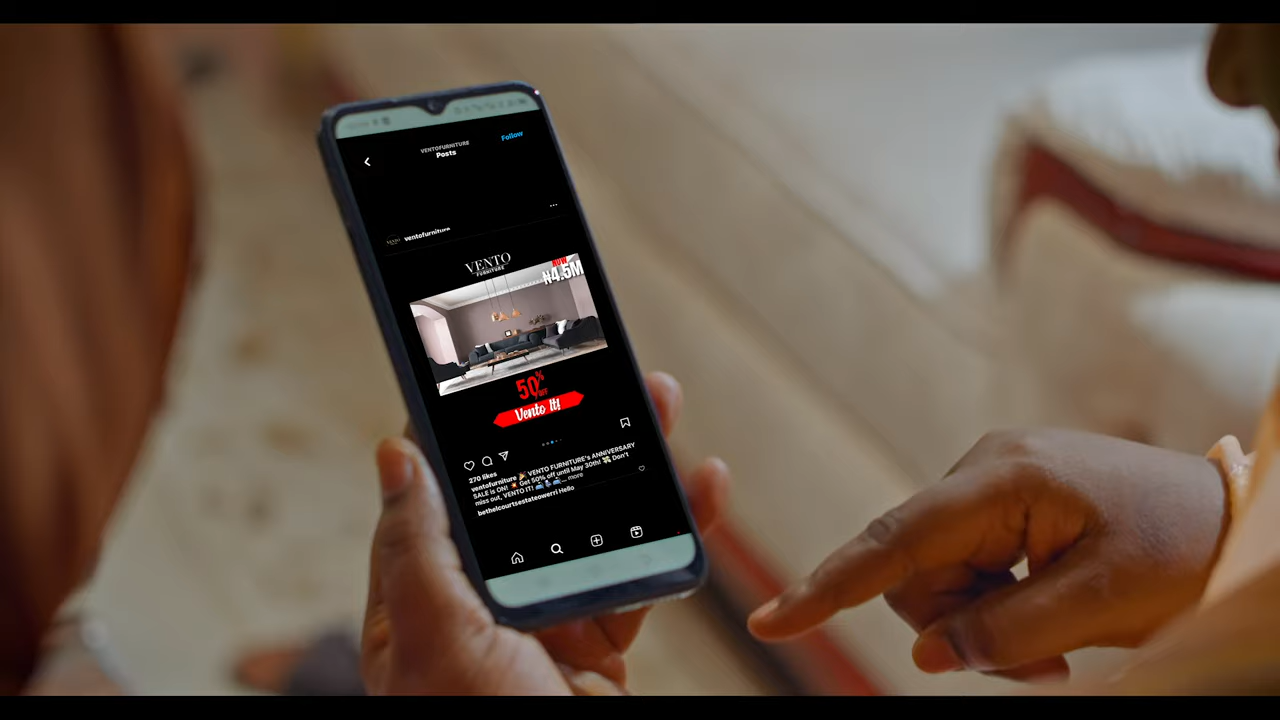 VENTOFURNITURE
Posts
Follow
ventofurniture
VENTO
FURNITURE
NOW
₦4.5M
50% OFF
Vento It!
270 likes
ventofurniture 🎉 VENTO FURNITURE's ANNIVERSARY
SALE is ON! 💥 Get 50% off until May 30th! 💸 Don't
miss out, VENTO IT! ... more
bethelcourtsestateowerri Hello